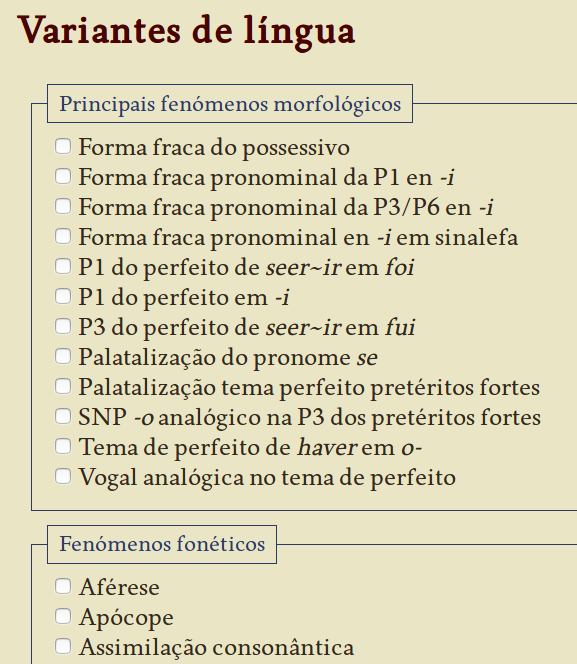 Variantes de língua
Principais fenómenos morfológicos
Forma fraca do possessivo
Forma fraca pronominal da P1 en -i
Forma fraca pronominal da P3/P6 en -i
Forma fraca pronominal en -i em sinalefa
P1 do perfeito de seer~ir em foi
P1 do perfeito em -i
P3 do perfeito de seer~ir em fui
Palatalização do pronome se
Palatalização tema perfeito pretéritos fortes
SNP -o analógico na P3 dos pretéritos fortes
Tema de perfeito de haver em o-
Vogal analógica no tema de perfeito
Fenómenos fonéticos
Aférese
Apócope
Assimilação consonântica